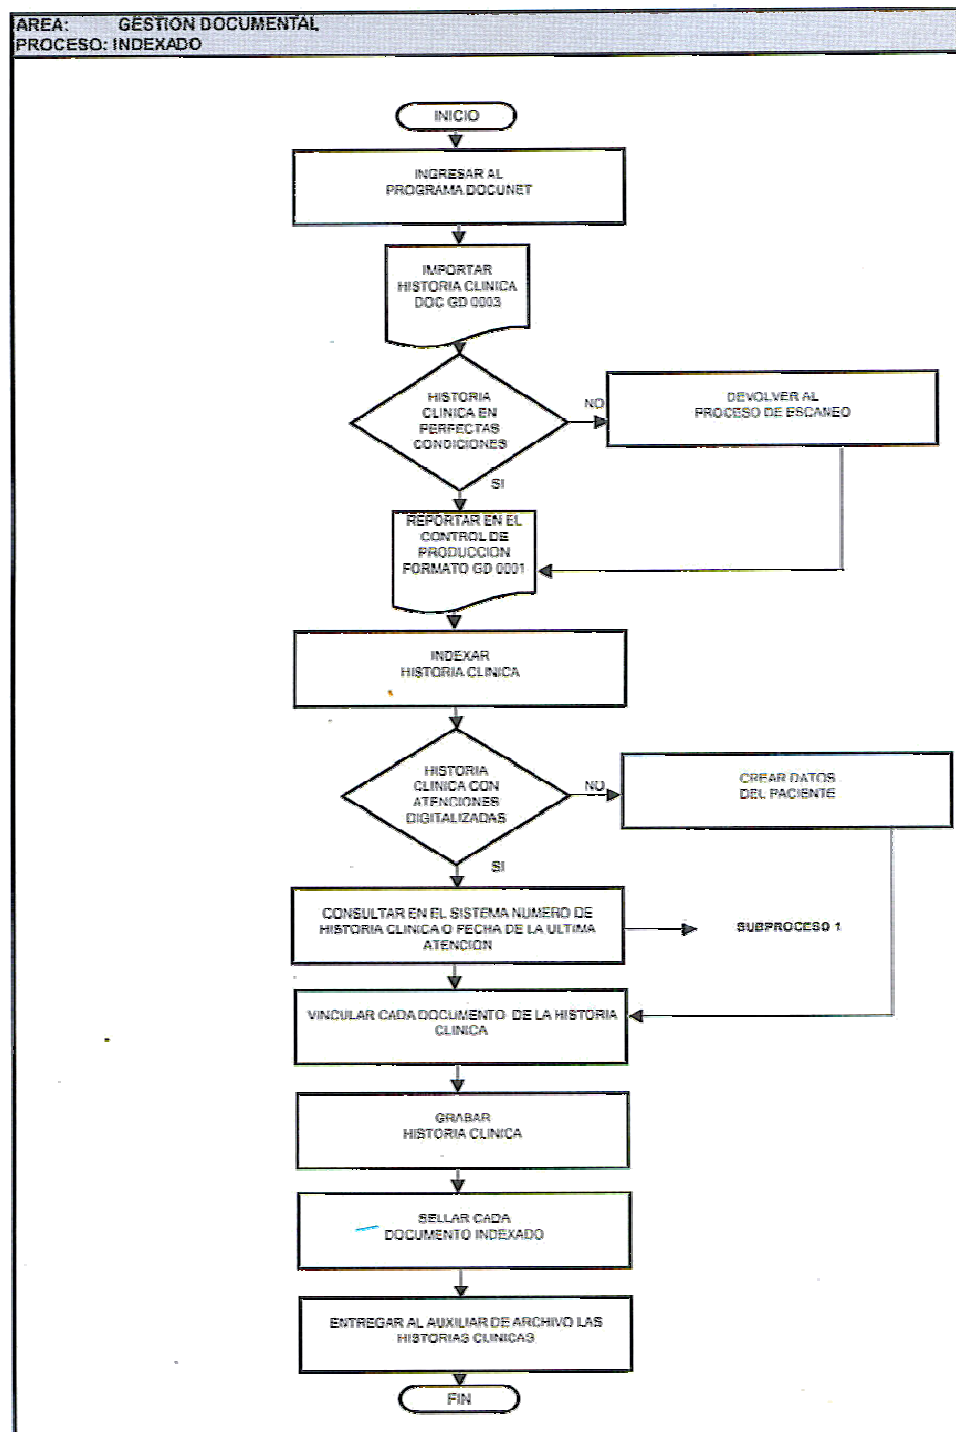 AREA: GESTION DOCUMENTAL
PROCESO: INDEXADO
INICIO
INGRESAR AL
PROGRAMA DOCUNET
IMPORTAR
HISTORIA CLINICA
DOC GD 0003
HISTORIA
CLINICA EN
PERFECTAS
CONDICIONES
NO
DEVOLVER AL
PROCESO DE ESCANEO
SI
REPORTAR EN EL
CONTROL DE
PRODUCCION
FORMATO GD 0001
INDEXAR
HISTORIA CLINICA
HISTORIA
CLINICA CON
ATENCIONES
DIGITALIZADAS
NO
CREAR DATOS
DEL PACIENTE
SI
CONSULTAR EN EL SISTEMA NUMERO DE
HISTORIA CLINICA O FECHA DE LA ULTIMA
ATENCION
SUBPROCESO 1
VINCULAR CADA DOCUMENTO DE LA HISTORIA
CLINICA
GRABAR
HISTORIA CLINICA
SELLAR CADA
DOCUMENTO INDEXADO
ENTREGAR AL AUXILIAR DE ARCHIVO LAS
HISTORIAS CLINICAS
FIN